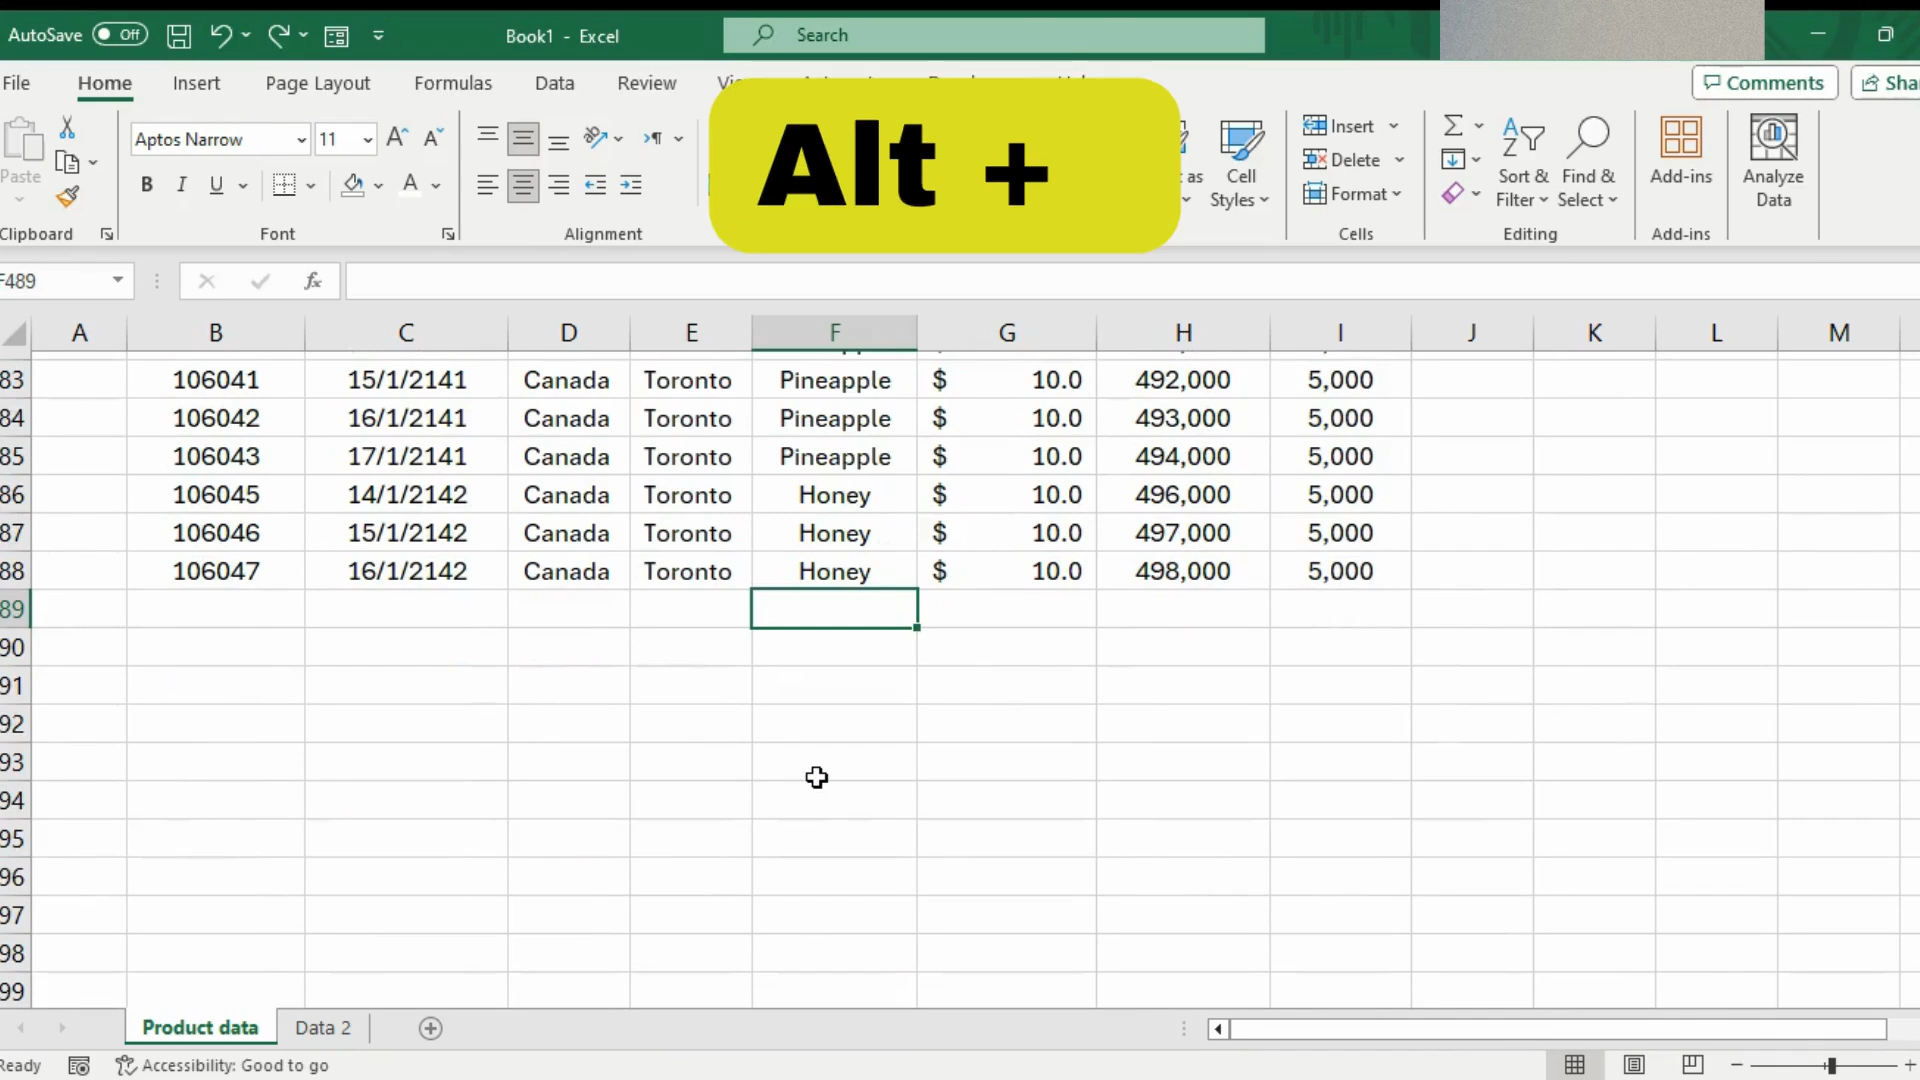 AutoSave Off Book1 - Excel Search
File Home Insert Page Layout Formulas Data Review Comments
Alt +
Aptos Narrow 11
Paste B I U A
Insert Delete Format
Cell Styles Sort & Filter Find & Select Add-ins Analyze Data
Clipboard Font Alignment Cells Editing Add-ins
F489 fx
A B C D E F G H I J K L M
83 106041 15/1/2141 Canada Toronto Pineapple $ 10.0 492,000 5,000
84 106042 16/1/2141 Canada Toronto Pineapple $ 10.0 493,000 5,000
85 106043 17/1/2141 Canada Toronto Pineapple $ 10.0 494,000 5,000
86 106045 14/1/2142 Canada Toronto Honey $ 10.0 496,000 5,000
87 106046 15/1/2142 Canada Toronto Honey $ 10.0 497,000 5,000
88 106047 16/1/2142 Canada Toronto Honey $ 10.0 498,000 5,000
89
90
91
92
93
94
95
96
97
98
99
Product data Data 2
Ready Accessibility: Good to go